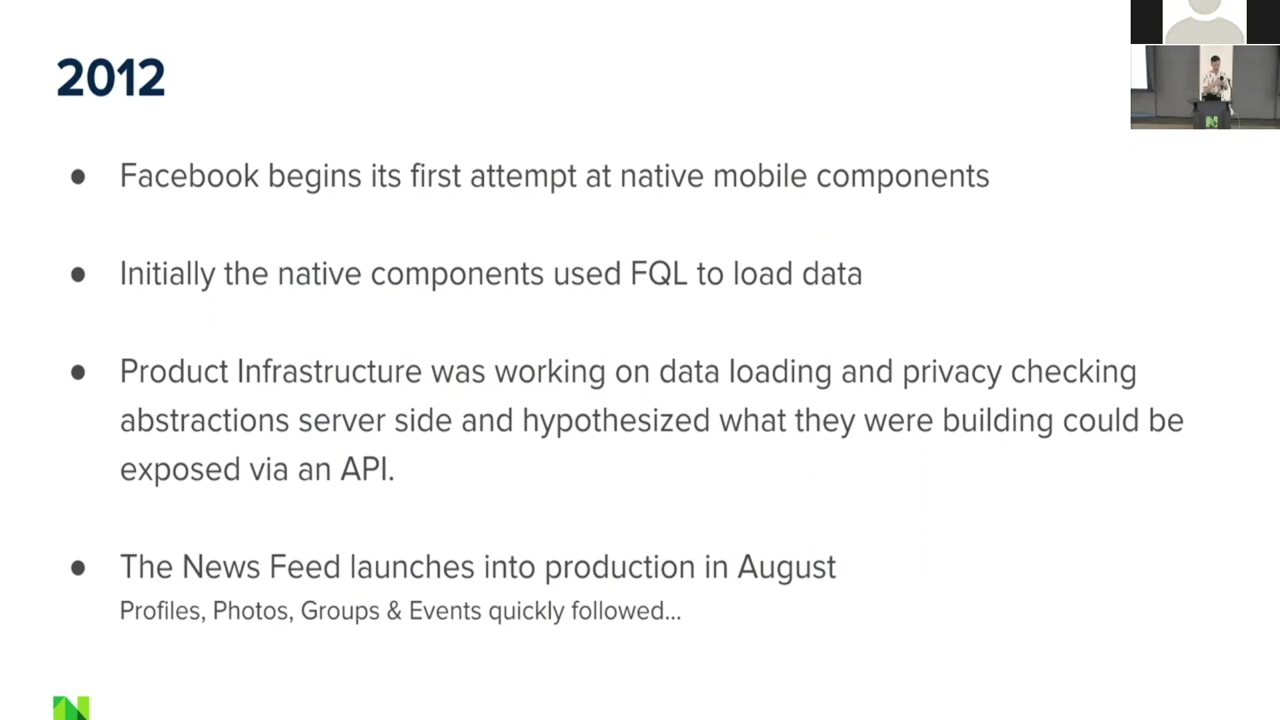 2012
● Facebook begins its first attempt at native mobile components
● Initially the native components used FQL to load data
● Product Infrastructure was working on data loading and privacy checking
abstractions server side and hypothesized what they were building could be
exposed via an API.
● The News Feed launches into production in August
Profiles, Photos, Groups & Events quickly followed...